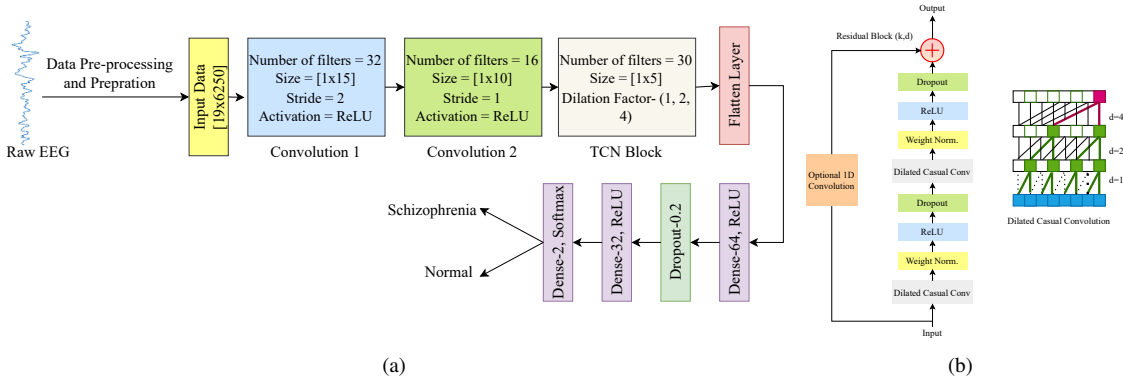 Raw EEG
Data Pre-processing
and Prepration
Input Data
[19x6250]
Number of filters = 32
Size = [1x15]
Stride = 2
Activation = ReLU
Convolution 1
Number of filters = 16
Size = [1x10]
Stride = 1
Activation = ReLU
Convolution 2
Number of filters = 30
Size = [1x5]
Dilation Factor- (1, 2,
4)
TCN Block
Flatten Layer
Dense-64, ReLU
Dropout-0.2
Dense-32, ReLU
Dense-2, Softmax
Schizophrenia
Normal
(a)
Output
Residual Block (k,d)
+
Dropout
ReLU
Weight Norm.
Dilated Casual Conv
Optional 1D
Convolution
Dropout
ReLU
Weight Norm.
Dilated Casual Conv
Input
d=4
d=2
d=1
Dilated Casual Convolution
(b)